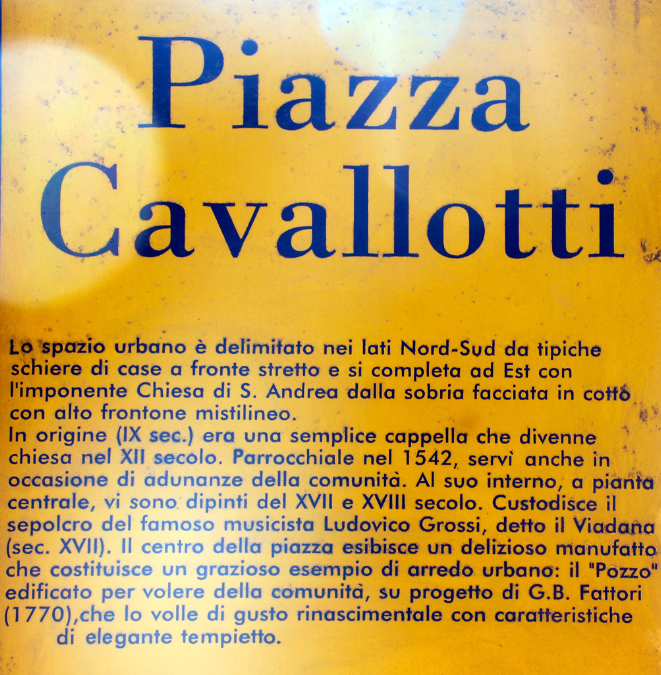 Piazza
Cavallotti
Lo spazio urbano è delimitato nei lati Nord-Sud da tipiche
schiere di case a fronte stretto e si completa ad Est con
l'imponente Chiesa di S. Andrea dalla sobria facciata in cotto
con alto frontone mistilineo.
In origine (IX sec.) era una semplice cappella che divenne
chiesa nel XII secolo. Parrocchiale nel 1542, servì anche in
occasione di adunanze della comunità. Al suo interno, a pianta
centrale, vi sono dipinti del XVII e XVIII secolo. Custodisce il
sepolcro del famoso musicista Ludovico Grossi, detto il Viadana
(sec. XVII). Il centro della piazza esibisce un delizioso manufatto
che costituisce un grazioso esempio di arredo urbano: il "Pozzo"
edificato per volere della comunità, su progetto di G.B. Fattori
(1770),che lo volle di gusto rinascimentale con caratteristiche
di elegante tempietto.